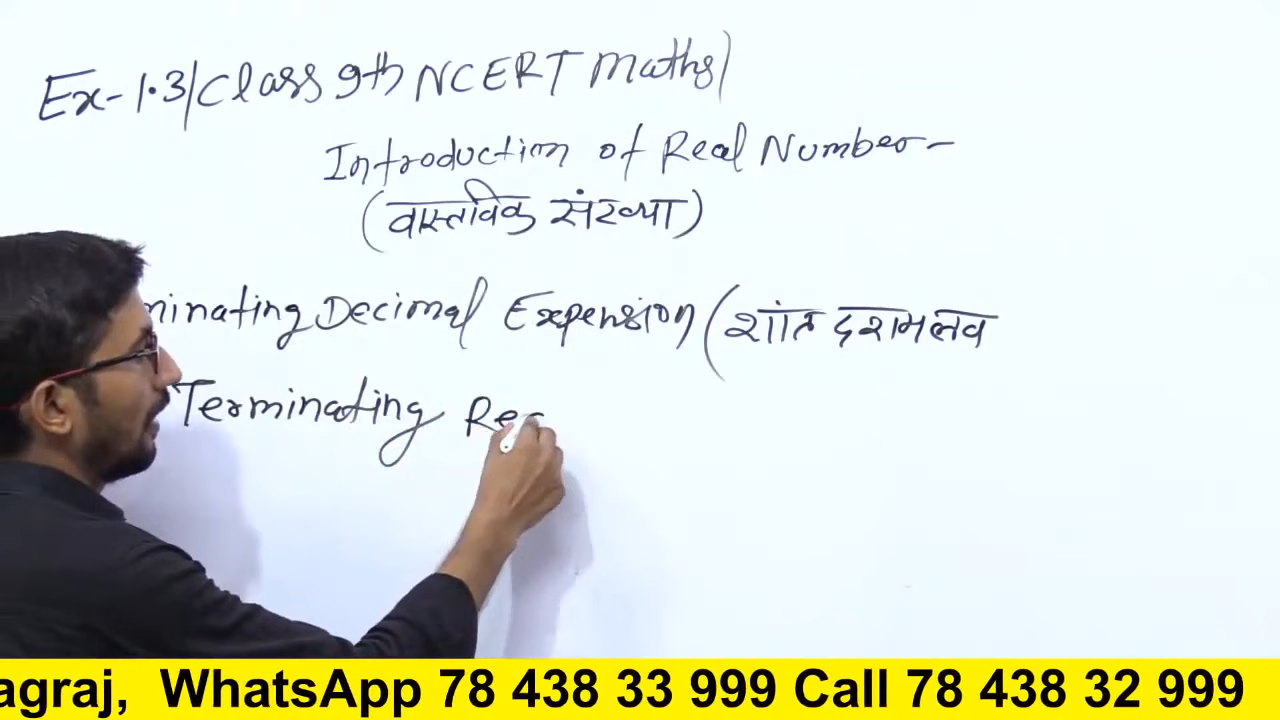 Ex-1.3/Class 9th NCERT Maths/
Introduction of Real Number-
(वास्तविक संख्या)
minating Decimal Expension (शांत दशमलव
Terminating Rec
agraj, WhatsApp 78 438 33 999 Call 78 438 32 999